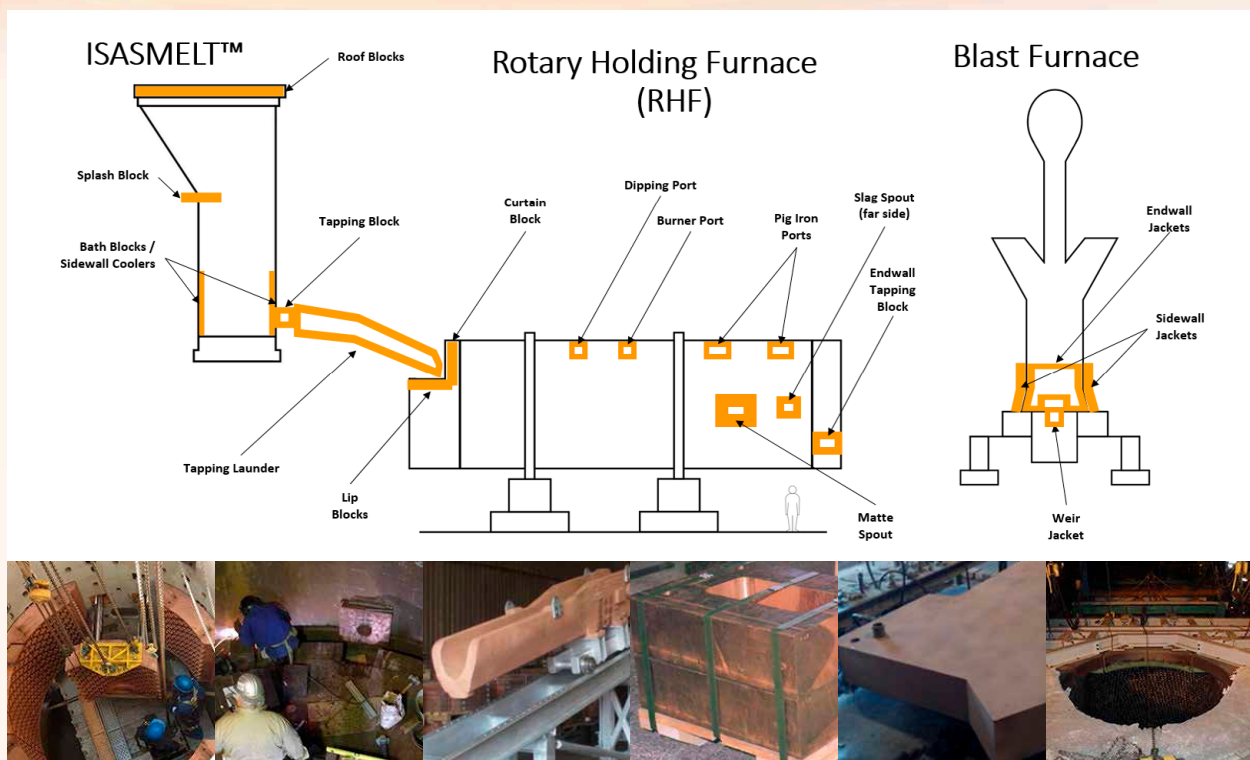 ISASMELT™
Roof Blocks
Splash Block
Bath Blocks /
Sidewall Coolers
Tapping Block
Tapping Launder
Rotary Holding Furnace
(RHF)
Curtain
Block
Dipping Port
Burner Port
Pig Iron
Ports
Slag Spout
(far side)
Endwall
Tapping
Block
Lip
Blocks
Matte
Spout
Blast Furnace
Endwall
Jackets
Sidewall
Jackets
Weir
Jacket